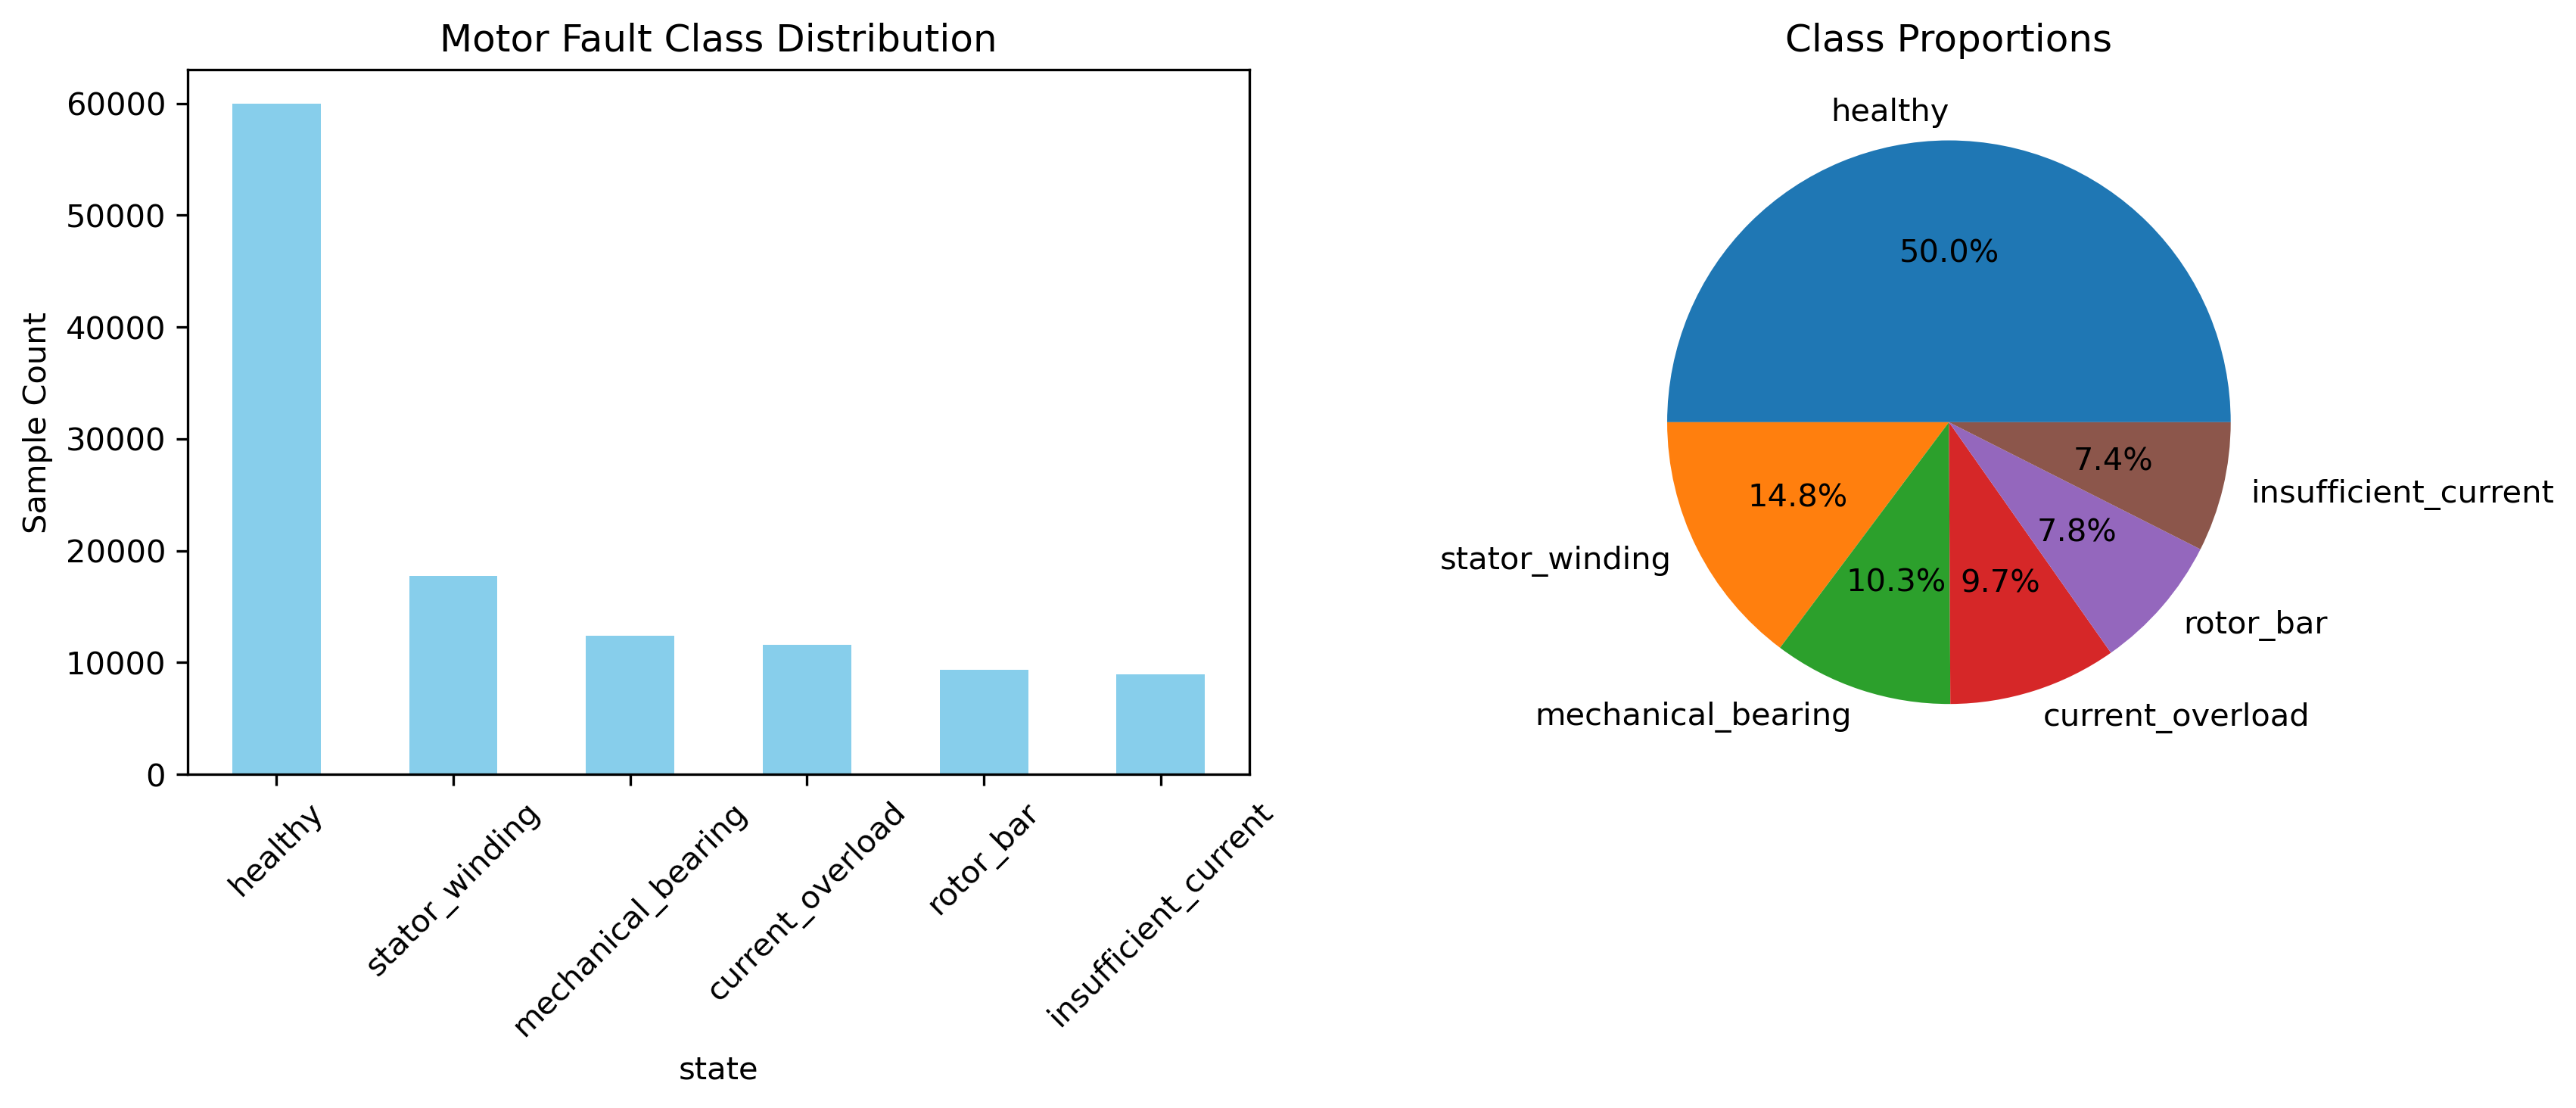 Motor Fault Class Distribution
Sample Count
60000
50000
40000
30000
20000
10000
0
healthy
stator_winding
mechanical_bearing
current_overload
rotor_bar
insufficient_current
state
Class Proportions
healthy
50.0%
stator_winding
14.8%
mechanical_bearing
10.3%
current_overload
9.7%
rotor_bar
7.8%
insufficient_current
7.4%